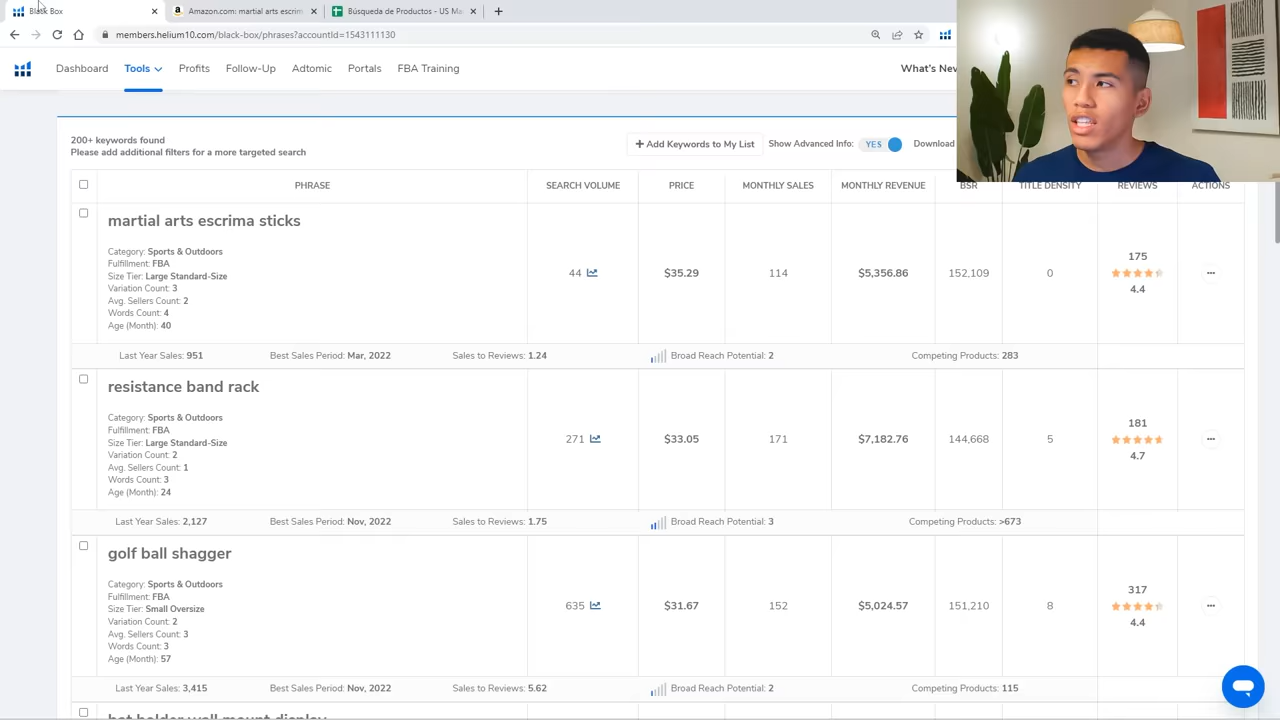 Black Box
Amazon.com: martial arts escrim
Búsqueda de Productos - US Ma
members.helium10.com/black-box/phrases?accountId=1543111130
Dashboard Tools Profits Follow-Up Adtomic Portals FBA Training What's New
200+ keywords found
Please add additional filters for a more targeted search
+ Add Keywords to My List Show Advanced Info: YES Download
PHRASE SEARCH VOLUME PRICE MONTHLY SALES MONTHLY REVENUE BSR TITLE DENSITY REVIEWS ACTIONS
martial arts escrima sticks
Category: Sports & Outdoors
Fulfillment: FBA
Size Tier: Large Standard-Size
Variation Count: 3
Avg. Sellers Count: 2
Words Count: 4
Age (Month): 40
44 $35.29 114 $5,356.86 152,109 0 175
4.4
Last Year Sales: 951 Best Sales Period: Mar, 2022 Sales to Reviews: 1.24 Broad Reach Potential: 2 Competing Products: 283
resistance band rack
Category: Sports & Outdoors
Fulfillment: FBA
Size Tier: Large Standard-Size
Variation Count: 2
Avg. Sellers Count: 1
Words Count: 3
Age (Month): 24
271 $33.05 171 $7,182.76 144,668 5 181
4.7
Last Year Sales: 2,127 Best Sales Period: Nov, 2022 Sales to Reviews: 1.75 Broad Reach Potential: 3 Competing Products: >673
golf ball shagger
Category: Sports & Outdoors
Fulfillment: FBA
Size Tier: Small Oversize
Variation Count: 2
Avg. Sellers Count: 3
Words Count: 3
Age (Month): 57
635 $31.67 152 $5,024.57 151,210 8 317
4.4
Last Year Sales: 3,415 Best Sales Period: Nov, 2022 Sales to Reviews: 5.62 Broad Reach Potential: 2 Competing Products: 115